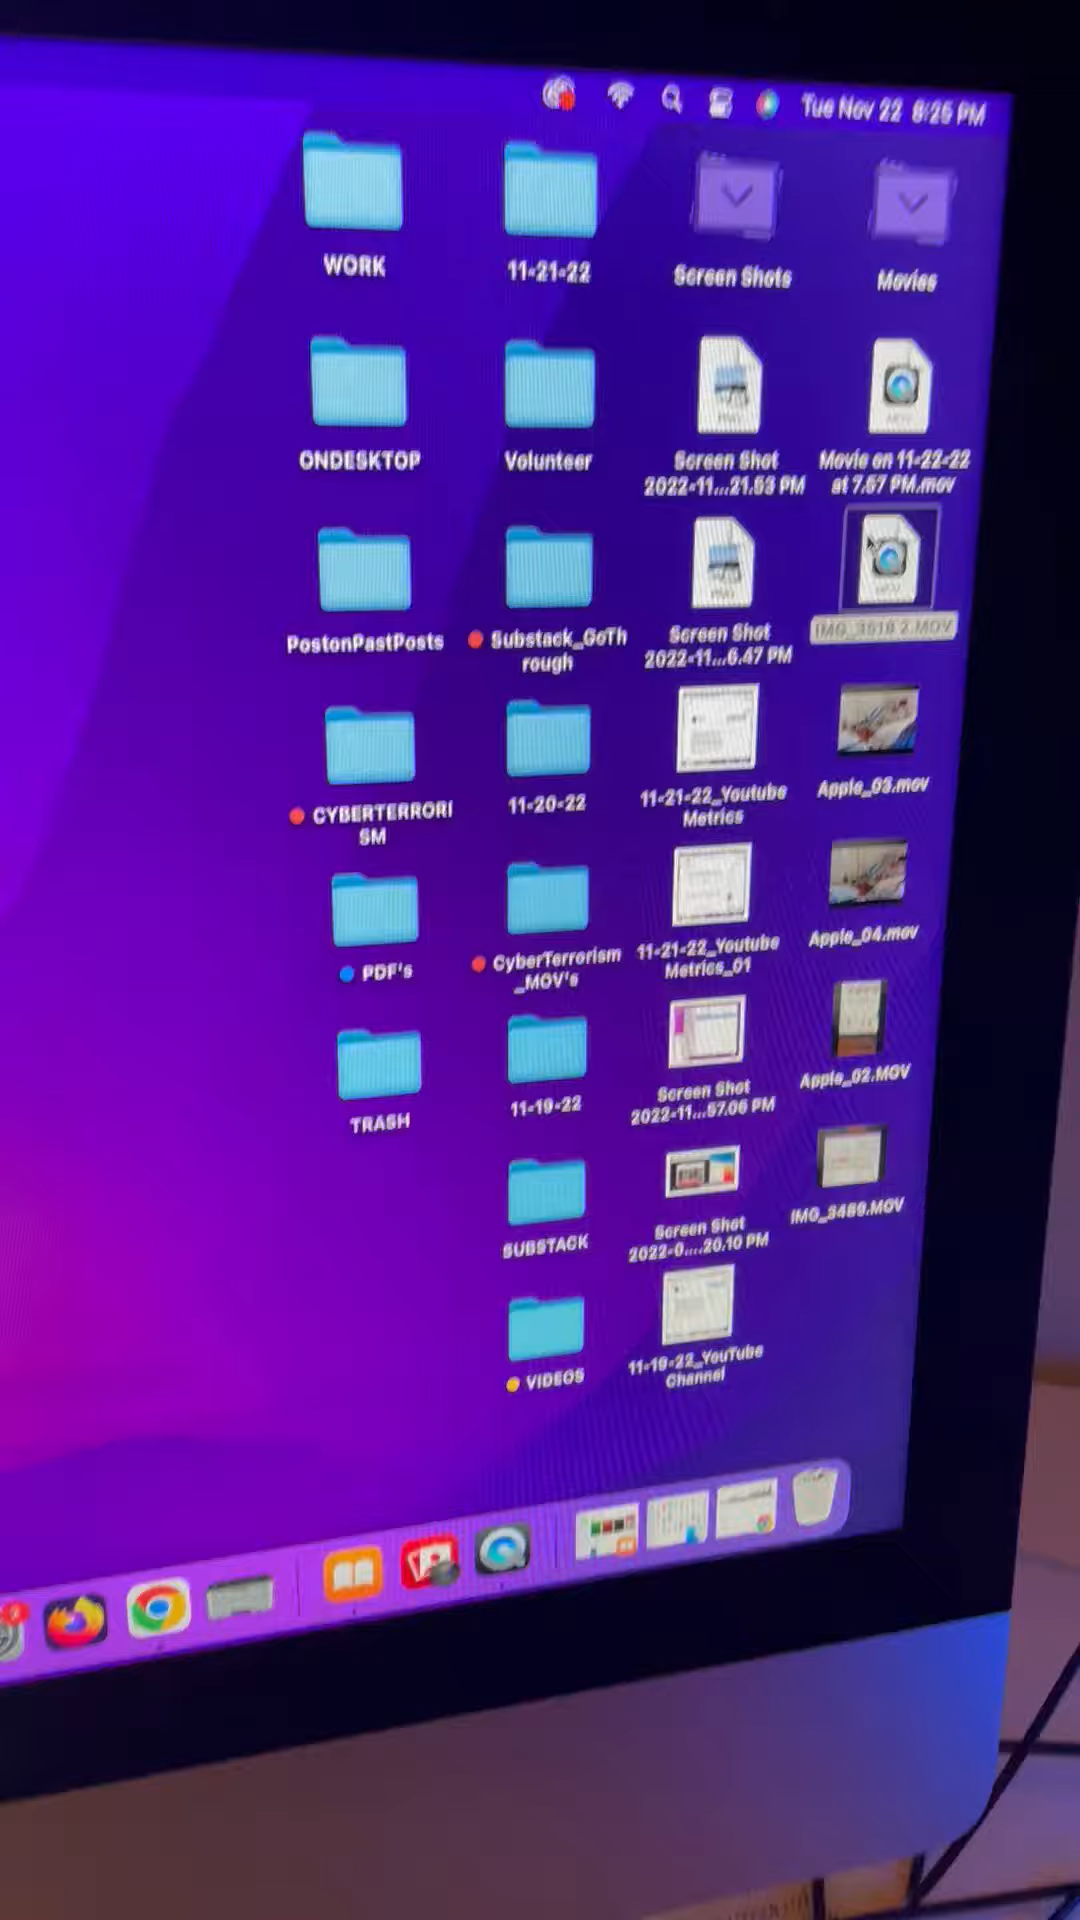 Tue Nov 22 8:25 PM
WORK
11-21-22
Screen Shots
Movies
ONDESKTOP
Volunteer
Screen Shot
2022-11...21.53 PM
Movie on 11-22-22
at 7.57 PM.mov
PostonPastPosts
Substack_GoTh
rough
Screen Shot
2022-11...6.47 PM
IMG_3518 2.MOV
CYBERTERRORI
SM
11-20-22
11-21-22_Youtube
Metrics
Apple_03.mov
PDF's
CyberTerrorism
_MOV's
11-21-22_Youtube
Metrics_01
Apple_04.mov
TRASH
11-19-22
Screen Shot
2022-11...57.06 PM
Apple_02.MOV
SUBSTACK
Screen Shot
2022-0....20.10 PM
IMG_3489.MOV
VIDEOS
11-19-22_YouTube
Channel